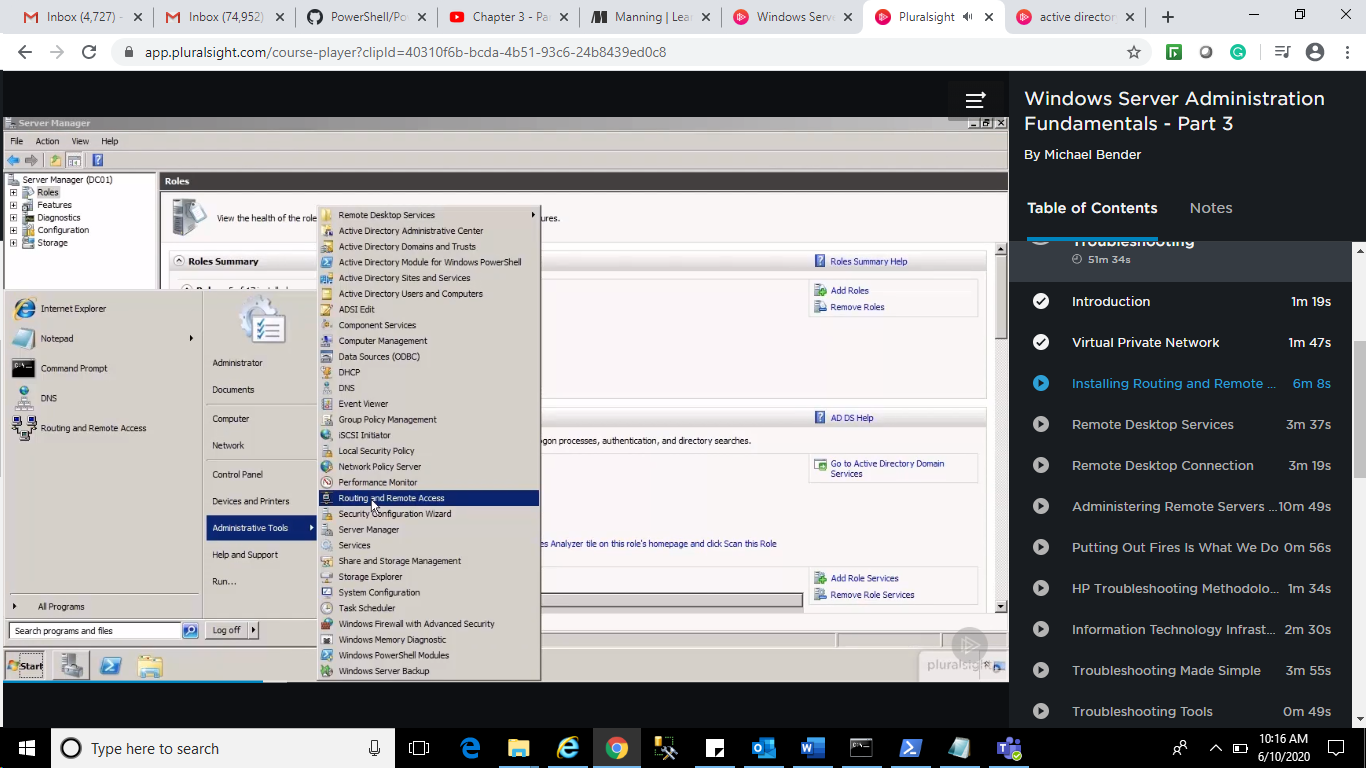 Inbox (4,727) -
Inbox (74,952)
PowerShell/Po
Chapter 3 - Pa
Manning | Lea
Windows Serv
Pluralsight
active director
app.pluralsight.com/course-player?clipId=40310f6b-bcda-4b51-93c6-24b8439ed0c8
Server Manager
File Action View Help
Server Manager (DC01)
Roles
Features
Diagnostics
Configuration
Storage
Roles
View the health of the role
ures.
Roles Summary
Roles Summary Help
Add Roles
Remove Roles
AD DS Help
ogon processes, authentication, and directory searches.
Go to Active Directory Domain
Services
es Analyzer tile on this role's homepage and click Scan this Role
Add Role Services
Remove Role Services
Internet Explorer
Notepad
Command Prompt
DNS
Routing and Remote Access
All Programs
Search programs and files
Administrator
Documents
Computer
Network
Control Panel
Devices and Printers
Administrative Tools
Help and Support
Run...
Log off
Remote Desktop Services
Active Directory Administrative Center
Active Directory Domains and Trusts
Active Directory Module for Windows PowerShell
Active Directory Sites and Services
Active Directory Users and Computers
ADSI Edit
Component Services
Computer Management
Data Sources (ODBC)
DHCP
DNS
Event Viewer
Group Policy Management
iSCSI Initiator
Local Security Policy
Network Policy Server
Performance Monitor
Routing and Remote Access
Security Configuration Wizard
Server Manager
Services
Share and Storage Management
Storage Explorer
System Configuration
Task Scheduler
Windows Firewall with Advanced Security
Windows Memory Diagnostic
Windows PowerShell Modules
Windows Server Backup
Start
pluralsight
Windows Server Administration
Fundamentals - Part 3
By Michael Bender
Table of Contents Notes
Troubleshooting
51m 34s
Introduction 1m 19s
Virtual Private Network 1m 47s
Installing Routing and Remote ... 6m 8s
Remote Desktop Services 3m 37s
Remote Desktop Connection 3m 19s
Administering Remote Servers ... 10m 49s
Putting Out Fires Is What We Do 0m 56s
HP Troubleshooting Methodolo... 1m 34s
Information Technology Infrast... 2m 30s
Troubleshooting Made Simple 3m 55s
Troubleshooting Tools 0m 49s
Type here to search
10:16 AM
6/10/2020